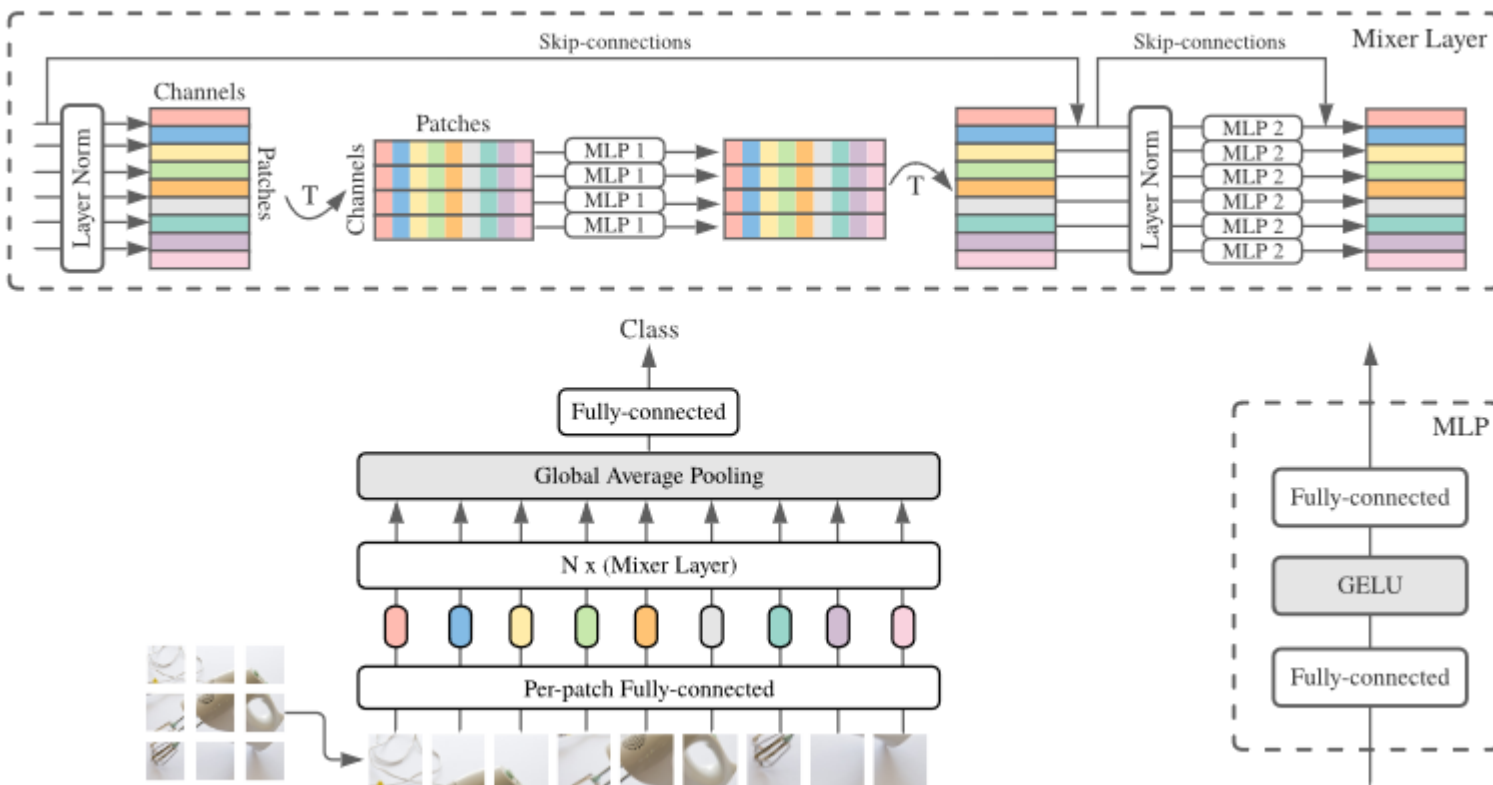 Skip-connections
Skip-connections
Mixer Layer
Channels
Layer Norm
Patches
T
Patches
Channels
MLP 1
MLP 1
MLP 1
MLP 1
T
Layer Norm
MLP 2
MLP 2
MLP 2
MLP 2
MLP 2
MLP 2
Class
Fully-connected
Global Average Pooling
N x (Mixer Layer)
Per-patch Fully-connected
MLP
Fully-connected
GELU
Fully-connected